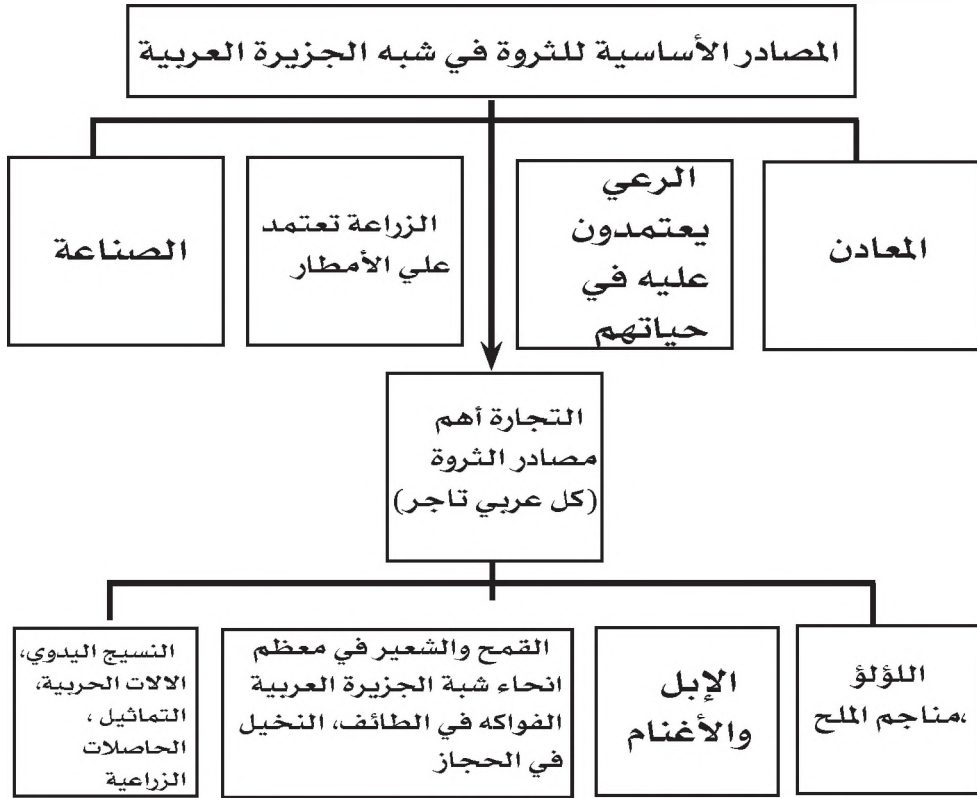 المصادر الأساسية للثروة في شبه الجزيرة العربية
المعادن
الرعي
يعتمدون
عليه في
حياتهم
الزراعة تعتمد
علي الأمطار
الصناعة
التجارة أهم
مصادر الثروة
(كل عربي تاجر)
اللؤلؤ
،مناجم الملح
الإبل
والأغنام
القمح والشعير في معظم
انحاء شبة الجزيرة العربية
الفواكه في الطائف، النخيل
في الحجاز
النسيج اليدوي،
الالات الحربية،
التماثيل ،
الحاصلات
الزراعية